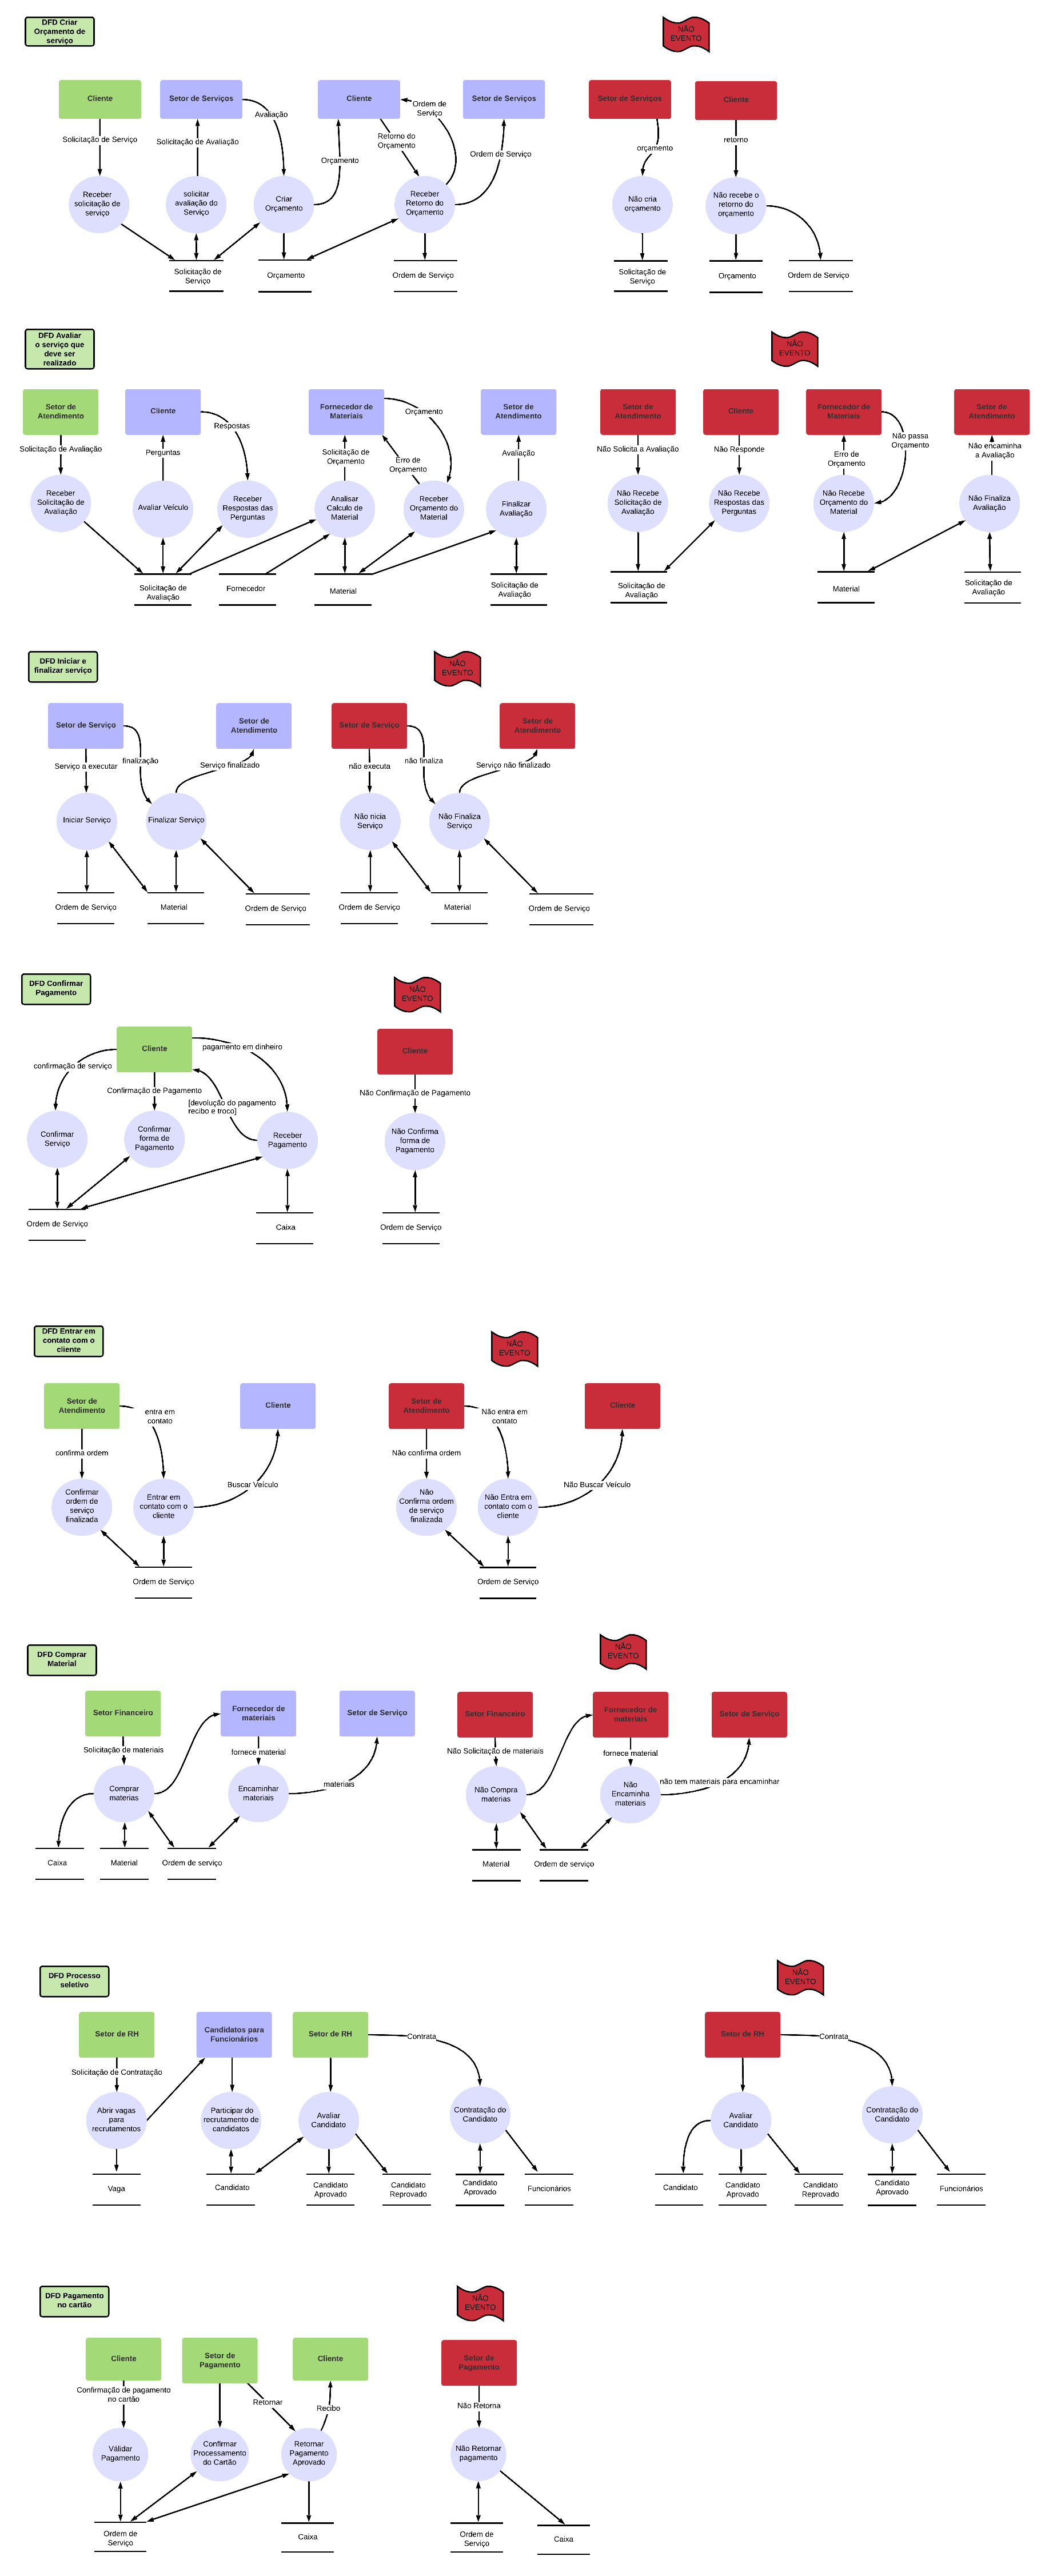 DFD Criar
Orçamento de
serviço
NÃO
EVENTO
Cliente
Setor de Serviços
Cliente
Setor de Serviços
Setor de Serviços
Cliente
Ordem de
Serviço
Avaliação
Solicitação de Serviço
Solicitação de Avaliação
Retorno do
Orçamento
Orçamento
Ordem de Serviço
orçamento
retorno
Receber
solicitação de
serviço
solicitar
avaliação do
Serviço
Criar
Orçamento
Receber
Retorno do
Orçamento
Não cria
orçamento
Não recebe o
retorno do
orçamento
Solicitação de
Serviço
Orçamento
Ordem de Serviço
Solicitação de
Serviço
Orçamento
Ordem de Serviço
DFD Avaliar
o serviço que
deve ser
realizado
NÃO
EVENTO
Setor de
Atendimento
Cliente
Fornecedor de
Materiais
Setor de
Atendimento
Setor de
Atendimento
Cliente
Fornecedor de
Materiais
Setor de
Atendimento
Solicitação de Avaliação
Perguntas
Respostas
Solicitação de
Orçamento
Erro de
Orçamento
Orçamento
Avaliação
Não Solicita a Avaliação
Não Responde
Erro de
Orçamento
Não passa
Orçamento
Não encaminha
a Avaliação
Receber
Solicitação de
Avaliação
Avaliar Veículo
Receber
Respostas das
Perguntas
Analisar
Calculo de
Material
Receber
Orçamento do
Material
Finalizar
Avaliação
Não Recebe
Solicitação de
Avaliação
Não Recebe
Respostas das
Perguntas
Não Recebe
Orçamento do
Material
Não Finaliza
Avaliação
Solicitação de
Avaliação
Fornecedor
Material
Solicitação de
Avaliação
Solicitação de
Avaliação
Material
Solicitação de
Avaliação
DFD Iniciar e
finalizar serviço
NÃO
EVENTO
Setor de Serviço
Setor de
Atendimento
Setor de Serviço
Setor de
Atendimento
Serviço a executar
finalização
Serviço finalizado
não executa
não finaliza
Serviço não finalizado
Iniciar Serviço
Finalizar Serviço
Não nicia
Serviço
Não Finaliza
Serviço
Ordem de Serviço
Material
Ordem de Serviço
Ordem de Serviço
Material
Ordem de Serviço
DFD Confirmar
Pagamento
NÃO
EVENTO
Cliente
Cliente
pagamento em dinheiro
confirmação de serviço
Confirmação de Pagamento
[devolução do pagamento
recibo e troco]
Não Confirmação de Pagamento
Confirmar
Serviço
Confirmar
forma de
Pagamento
Receber
Pagamento
Não Confirma
forma de
Pagamento
Ordem de Serviço
Caixa
Ordem de Serviço
DFD Entrar em
contato com o
cliente
NÃO
EVENTO
Setor de
Atendimento
Cliente
Setor de
Atendimento
Cliente
entra em
contato
Não entra em
contato
confirma ordem
Não confirma ordem
Buscar Veículo
Não Buscar Veículo
Confirmar
ordem de
serviço
finalizada
Entrar em
contato com o
cliente
Não
Confirma ordem
de serviço
finalizada
Não Entra em
contato com o
cliente
Ordem de Serviço
Ordem de Serviço
DFD Comprar
Material
NÃO
EVENTO
Setor Financeiro
Fornecedor de
materiais
Setor de Serviço
Setor Financeiro
Fornecedor de
materiais
Setor de Serviço
Solicitação de materiais
fornece material
Não Solicitação de materiais
fornece material
materiais
não tem materiais para encaminhar
Comprar
materias
Encaminhar
materiais
Não Compra
materias
Não
Encaminha
materiais
Caixa
Material
Ordem de serviço
Material
Ordem de serviço
DFD Processo
seletivo
NÃO
EVENTO
Setor de RH
Candidatos para
Funcionários
Setor de RH
Contrata
Setor de RH
Contrata
Solicitação de Contratação
Abrir vagas
para
recrutamentos
Participar do
recrutamento de
candidatos
Avaliar
Candidato
Contratação do
Candidato
Avaliar
Candidato
Contratação do
Candidato
Vaga
Candidato
Candidato
Aprovado
Candidato
Reprovado
Candidato
Aprovado
Funcionários
Candidato
Candidato
Aprovado
Candidato
Reprovado
Candidato
Aprovado
Funcionários
DFD Pagamento
no cartão
NÃO
EVENTO
Cliente
Setor de
Pagamento
Cliente
Setor de
Pagamento
Confirmação de pagamento
no cartão
Retornar
Recibo
Não Retorna
Válidar
Pagamento
Confirmar
Processamento
do Cartão
Retornar
Pagamento
Aprovado
Não Retornar
pagamento
Ordem de
Serviço
Caixa
Ordem de
Serviço
Caixa